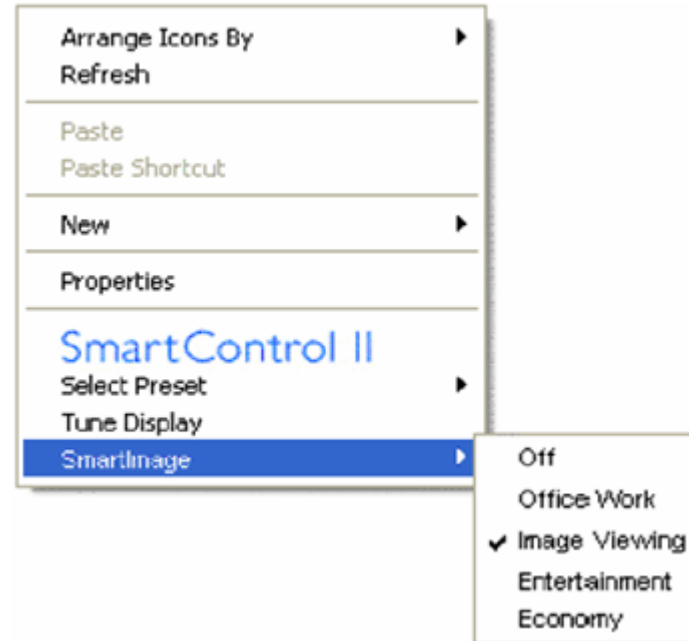 Arrange Icons By
Refresh
Paste
Paste Shortcut
New
Properties
SmartControl II
Select Preset
Tune Display
SmartImage
Off
Office Work
Image Viewing
Entertainment
Economy